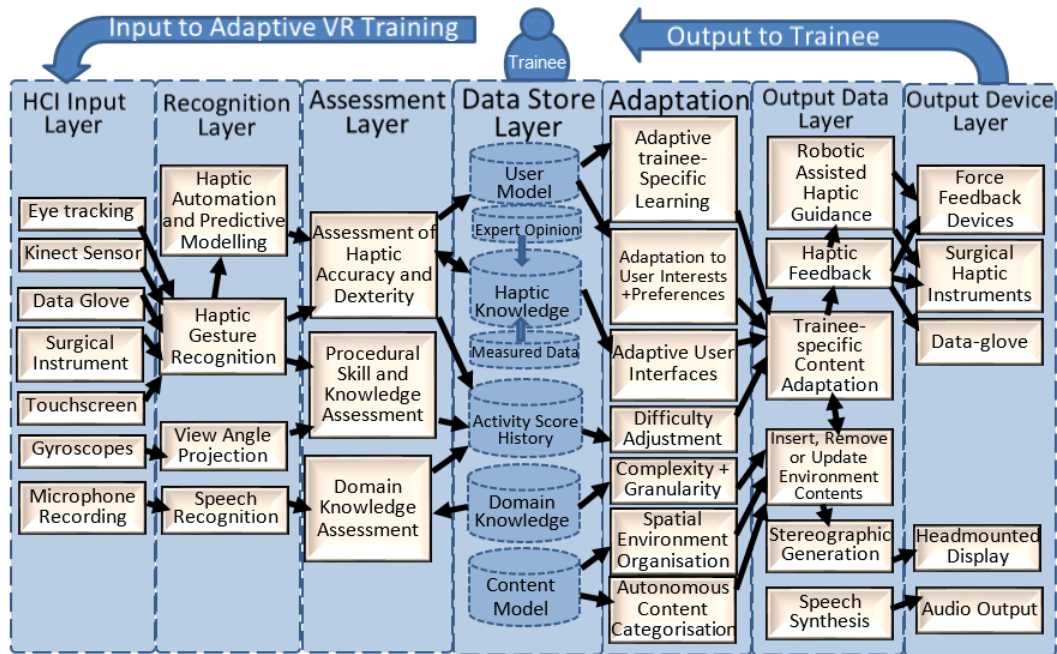 Input to Adaptive VR Training
Trainee
Output to Trainee
HCI Input
Layer
Eye tracking
Kinect Sensor
Data Glove
Surgical
Instrument
Touchscreen
Gyroscopes
Microphone
Recording
Recognition
Layer
Haptic
Automation
and Predictive
Modelling
Haptic
Gesture
Recognition
View Angle
Projection
Speech
Recognition
Assessment
Layer
Assessment of
Haptic
Accuracy and
Dexterity
Procedural
Skill and
Knowledge
Assessment
Domain
Knowledge
Assessment
Data Store
Layer
User
Model
Expert Opinion
Haptic
Knowledge
Measured Data
Activity Score
History
Domain
Knowledge
Content
Model
Adaptation
Adaptive
trainee-
Specific
Learning
Adaptation to
User Interests
+Preferences
Adaptive User
Interfaces
Difficulty
Adjustment
Complexity +
Granularity
Spatial
Environment
Organisation
Autonomous
Content
Categorisation
Output Data
Layer
Robotic
Assisted
Haptic
Guidance
Haptic
Feedback
Trainee-
specific
Content
Adaptation
Insert, Remove
or Update
Environment
Contents
Stereographic
Generation
Speech
Synthesis
Output Device
Layer
Force
Feedback
Devices
Surgical
Haptic
Instruments
Data-glove
Headmounted
Display
Audio Output